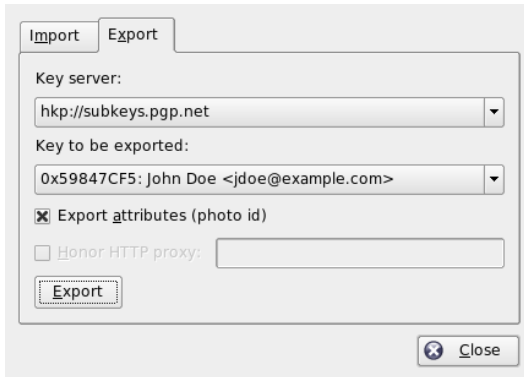 Import Export
Key server:
hkp://subkeys.pgp.net
Key to be exported:
0x59847CF5: John Doe <jdoe@example.com>
Export attributes (photo id)
Honor HTTP proxy:
Export
Close